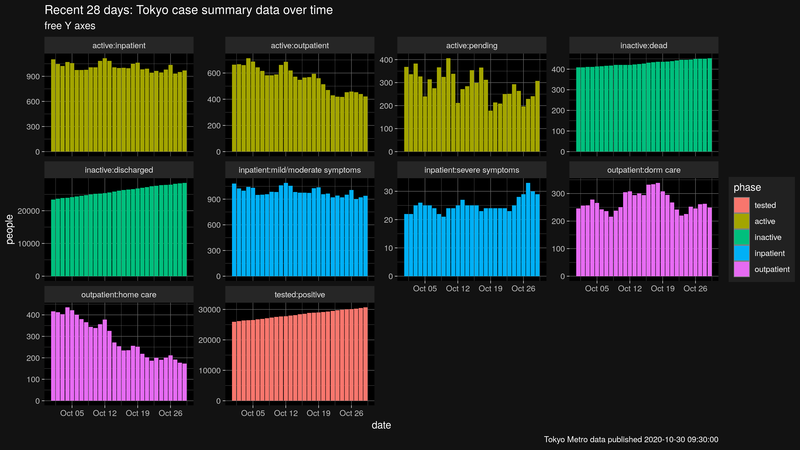 Recent 28 days: Tokyo case summary data over time
free Y axes
active:inpatient
active:outpatient
active:pending
inactive:dead
900
600
300
0
600
400
200
0
400
300
200
100
0
400
300
200
100
0
inactive:discharged
inpatient:mild/moderate symptoms
inpatient:severe symptoms
outpatient:dorm care
20000
10000
0
900
600
300
0
30
20
10
0
300
200
100
0
Oct 05 Oct 12 Oct 19 Oct 26
Oct 05 Oct 12 Oct 19 Oct 26
outpatient:home care
tested:positive
400
300
200
100
0
30000
20000
10000
0
Oct 05 Oct 12 Oct 19 Oct 26
Oct 05 Oct 12 Oct 19 Oct 26
people
date
phase
tested
active
inactive
inpatient
outpatient
Tokyo Metro data published 2020-10-30 09:30:00